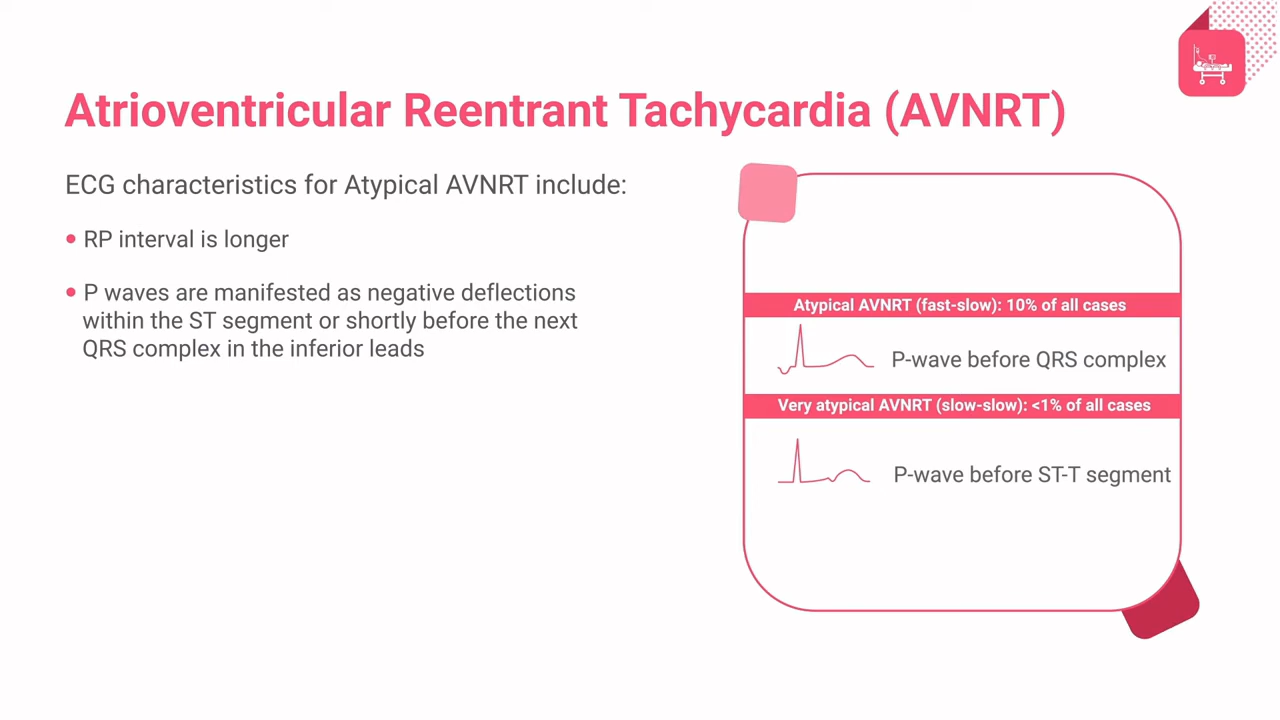 Atrioventricular Reentrant Tachycardia (AVNRT)
ECG characteristics for Atypical AVNRT include:
• RP interval is longer
• P waves are manifested as negative deflections
within the ST segment or shortly before the next
QRS complex in the inferior leads
Atypical AVNRT (fast-slow): 10% of all cases
P-wave before QRS complex
Very atypical AVNRT (slow-slow): <1% of all cases
P-wave before ST-T segment